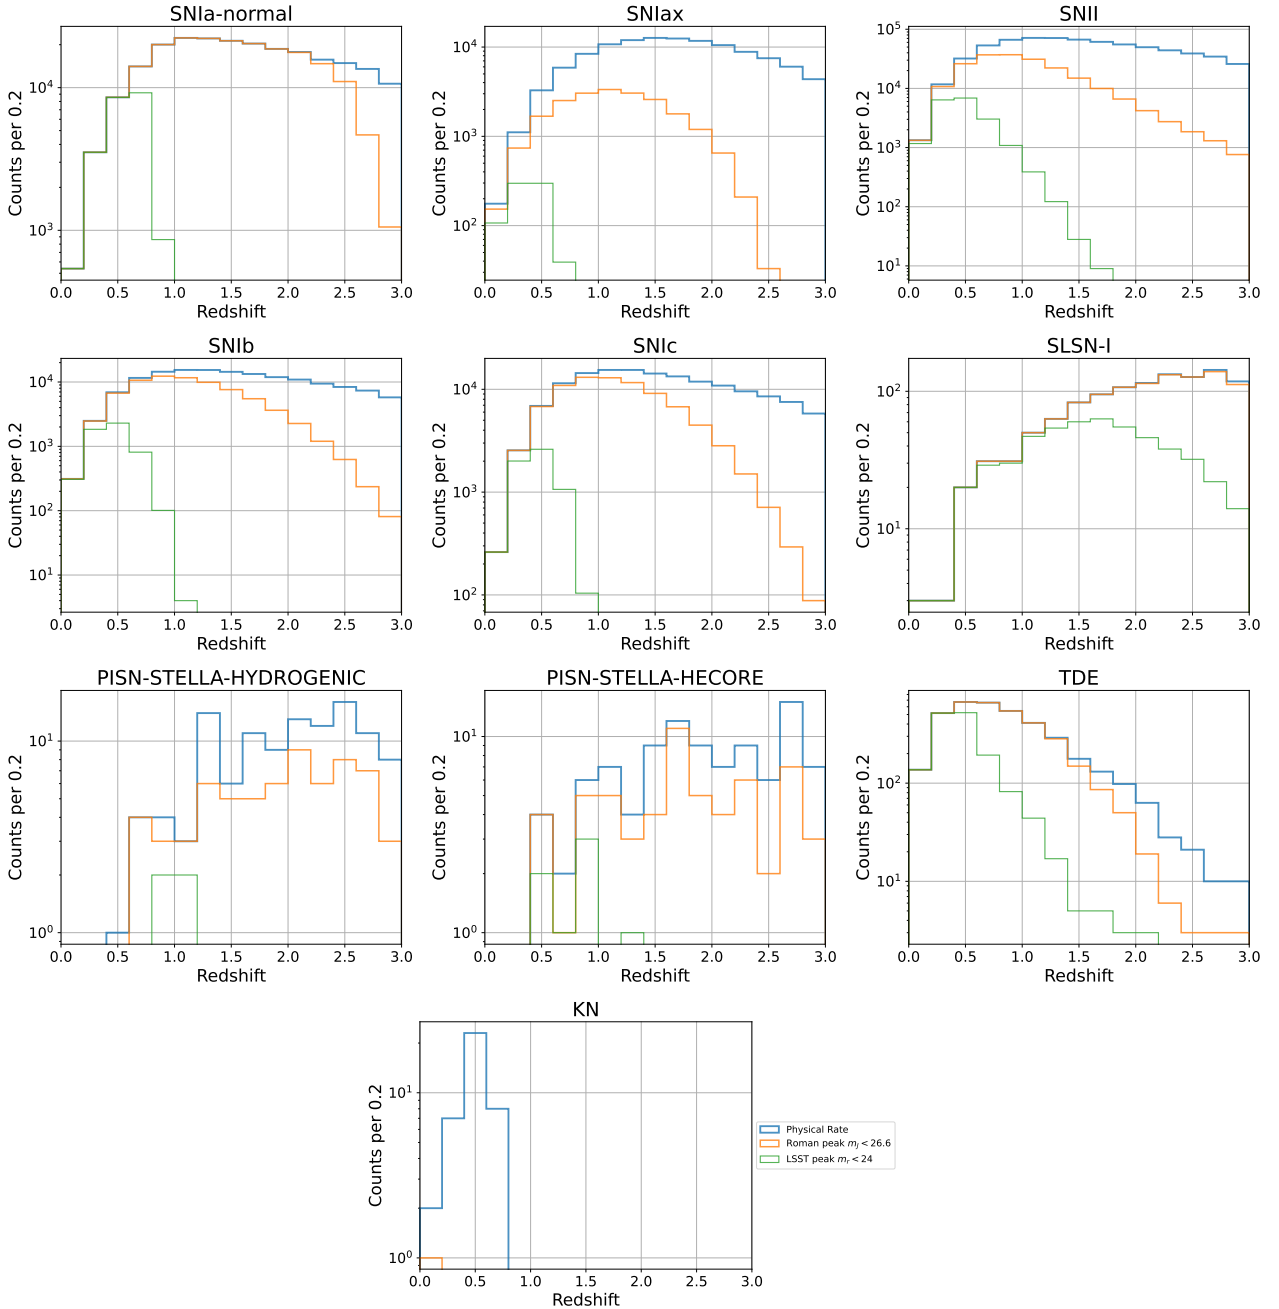 SNIa-normal
Counts per 0.2
10^4
10^3
0.0 0.5 1.0 1.5 2.0 2.5 3.0
Redshift
SNIax
Counts per 0.2
10^4
10^3
10^2
0.0 0.5 1.0 1.5 2.0 2.5 3.0
Redshift
SNII
Counts per 0.2
10^5
10^4
10^3
10^2
10^1
0.0 0.5 1.0 1.5 2.0 2.5 3.0
Redshift
SNIb
Counts per 0.2
10^4
10^3
10^2
10^1
0.0 0.5 1.0 1.5 2.0 2.5 3.0
Redshift
SNIc
Counts per 0.2
10^4
10^3
10^2
0.0 0.5 1.0 1.5 2.0 2.5 3.0
Redshift
SLSN-I
Counts per 0.2
10^2
10^1
0.0 0.5 1.0 1.5 2.0 2.5 3.0
Redshift
PISN-STELLA-HYDROGENIC
Counts per 0.2
10^1
10^0
0.0 0.5 1.0 1.5 2.0 2.5 3.0
Redshift
PISN-STELLA-HECORE
Counts per 0.2
10^1
10^0
0.0 0.5 1.0 1.5 2.0 2.5 3.0
Redshift
TDE
Counts per 0.2
10^2
10^1
0.0 0.5 1.0 1.5 2.0 2.5 3.0
Redshift
KN
Counts per 0.2
10^1
10^0
0.0 0.5 1.0 1.5 2.0 2.5 3.0
Redshift
Physical Rate
Roman peak m_J < 26.6
LSST peak m_r < 24